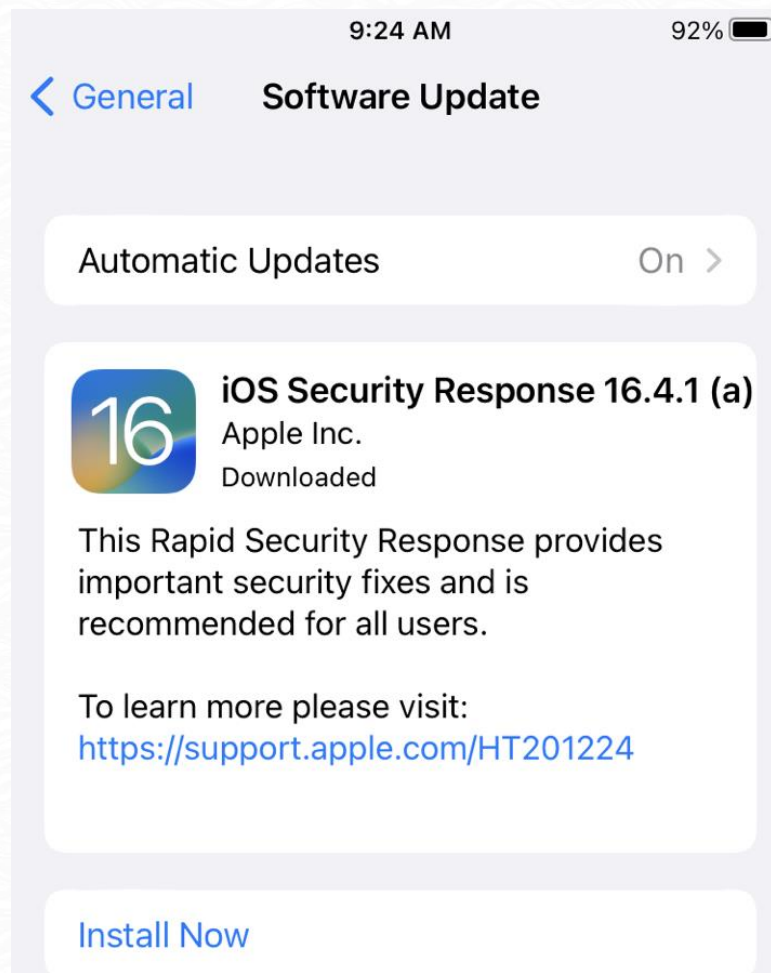 9:24 AM 92%
General Software Update
Automatic Updates On
16
iOS Security Response 16.4.1 (a)
Apple Inc.
Downloaded
This Rapid Security Response provides
important security fixes and is
recommended for all users.
To learn more please visit:
https://support.apple.com/HT201224
Install Now